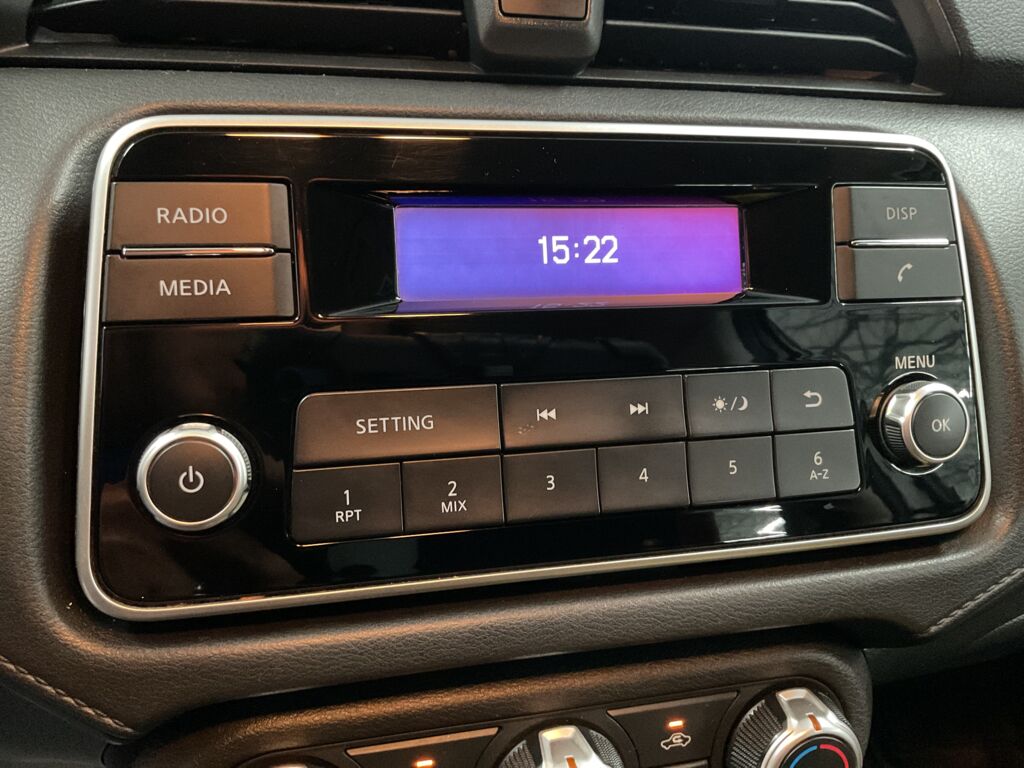 RADIO
MEDIA
15:22
DISP
MENU
OK
SETTING
1
RPT
2
MIX
3
4
5
6
A-Z